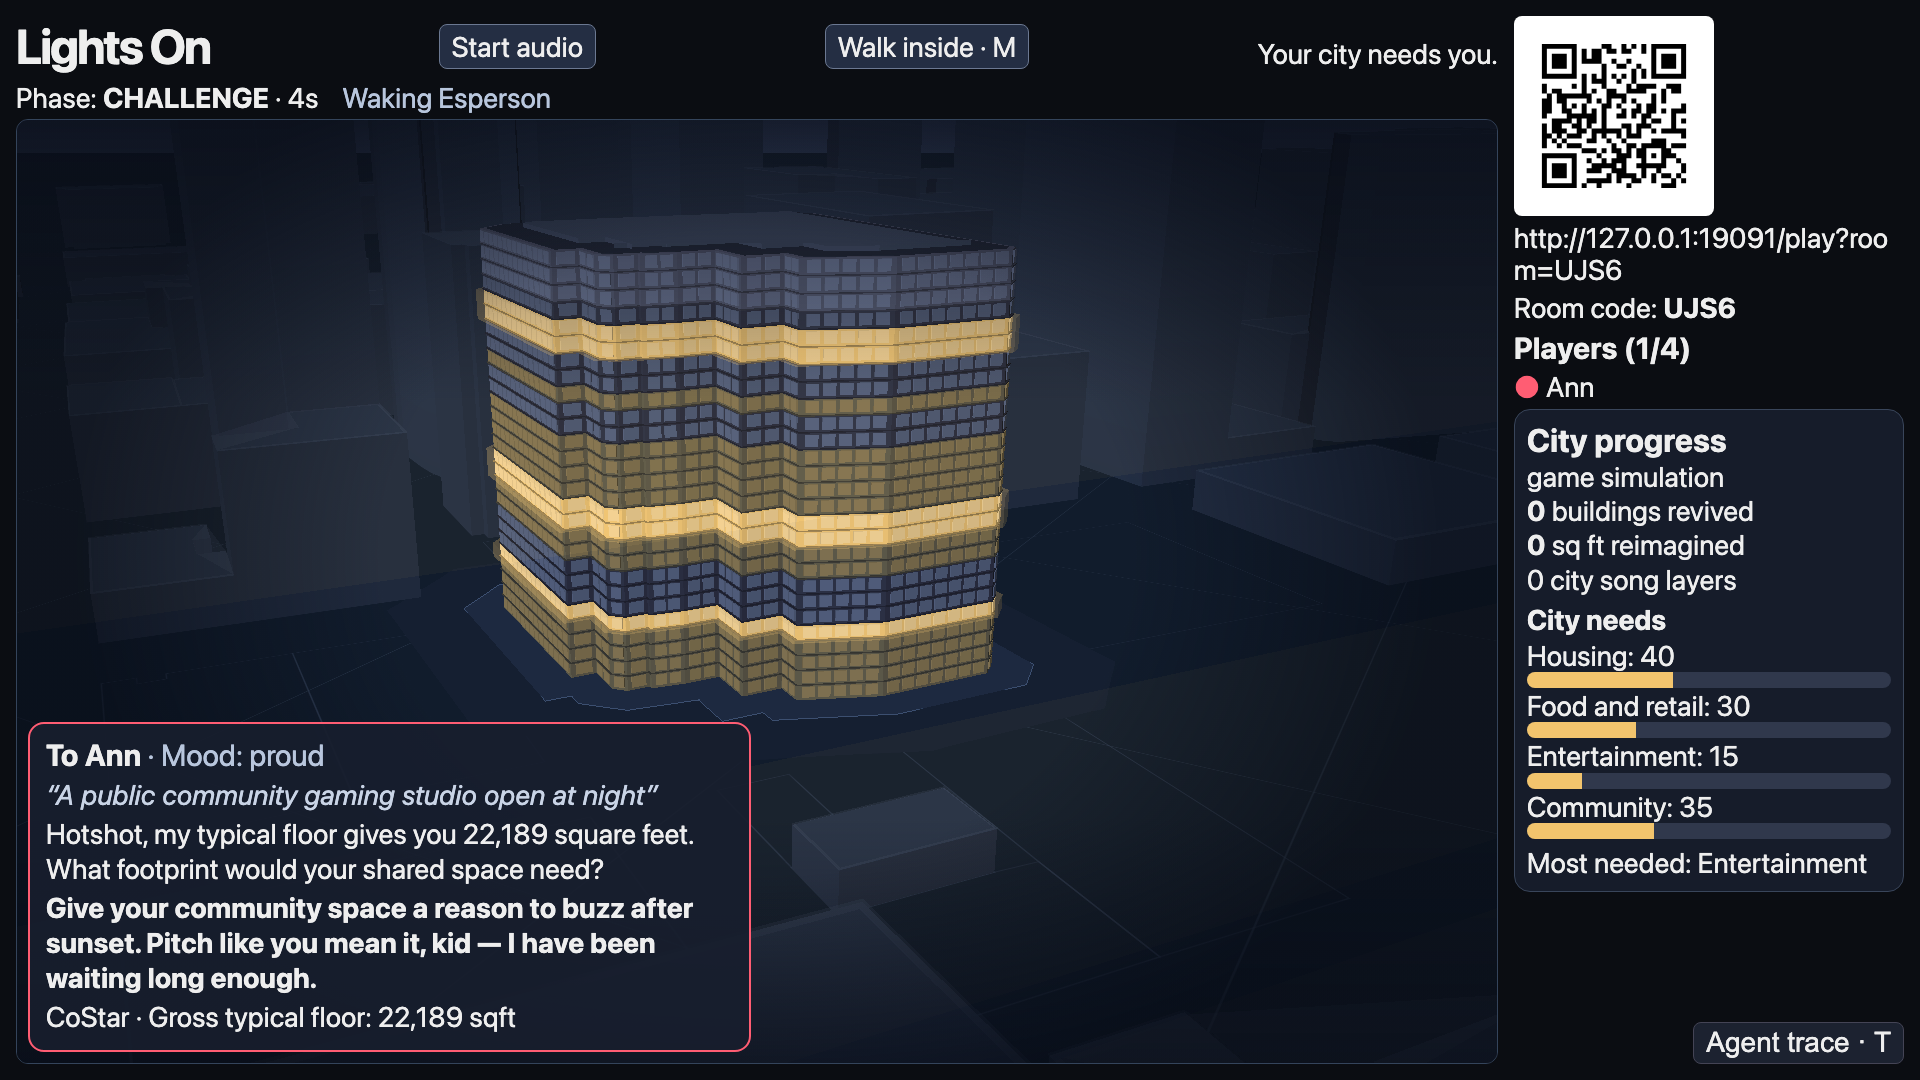 Lights On
Start audio
Walk inside · M
Your city needs you.
Phase: CHALLENGE · 4s Waking Esperson
http://127.0.0.1:19091/play?roo
m=UJS6
Room code: UJS6
Players (1/4)
Ann
City progress
game simulation
0 buildings revived
0 sq ft reimagined
0 city song layers
City needs
Housing: 40
Food and retail: 30
Entertainment: 15
Community: 35
Most needed: Entertainment
To Ann · Mood: proud
“A public community gaming studio open at night”
Hotshot, my typical floor gives you 22,189 square feet.
What footprint would your shared space need?
Give your community space a reason to buzz after
sunset. Pitch like you mean it, kid — I have been
waiting long enough.
CoStar · Gross typical floor: 22,189 sqft
Agent trace · T